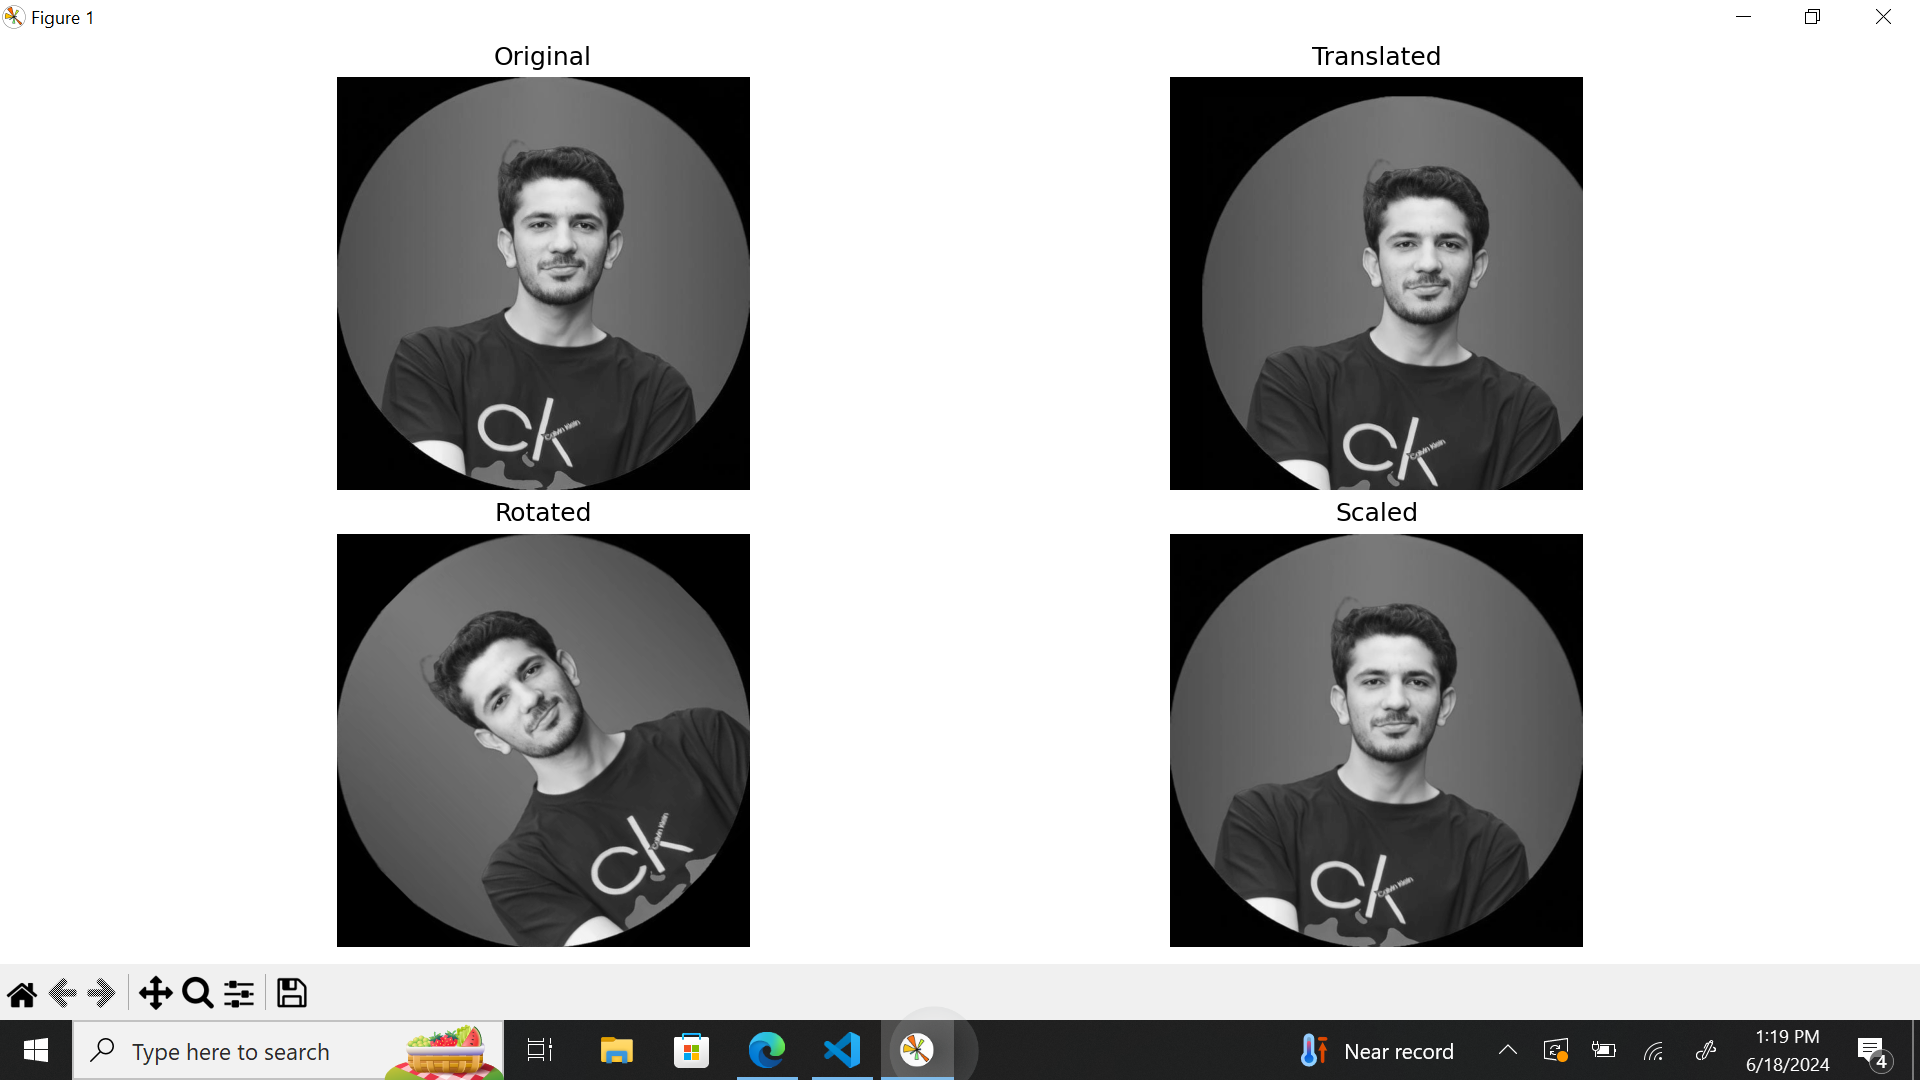 Figure 1
Original
Translated
ck
Calvin Klein
ck
Calvin Klein
Rotated
Scaled
ck
Calvin Klein
ck
Calvin Klein
Type here to search
Near record
1:19 PM
6/18/2024
4